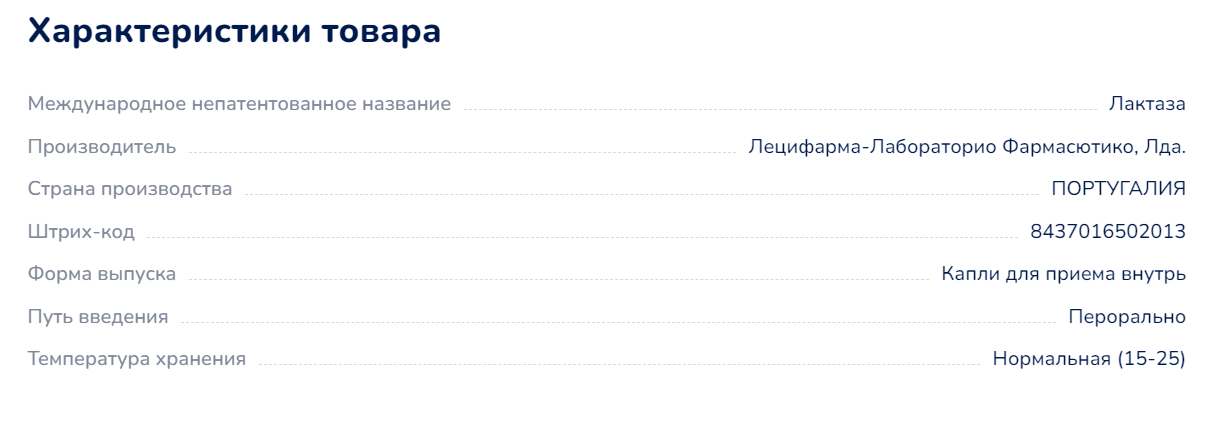 Характеристики товара
Международное непатентованное название Лактаза
Производитель Лецифарма-Лабораторио Фармасютико, Лда.
Страна производства ПОРТУГАЛИЯ
Штрих-код 8437016502013
Форма выпуска Капли для приема внутрь
Путь введения Перорально
Температура хранения Нормальная (15-25)